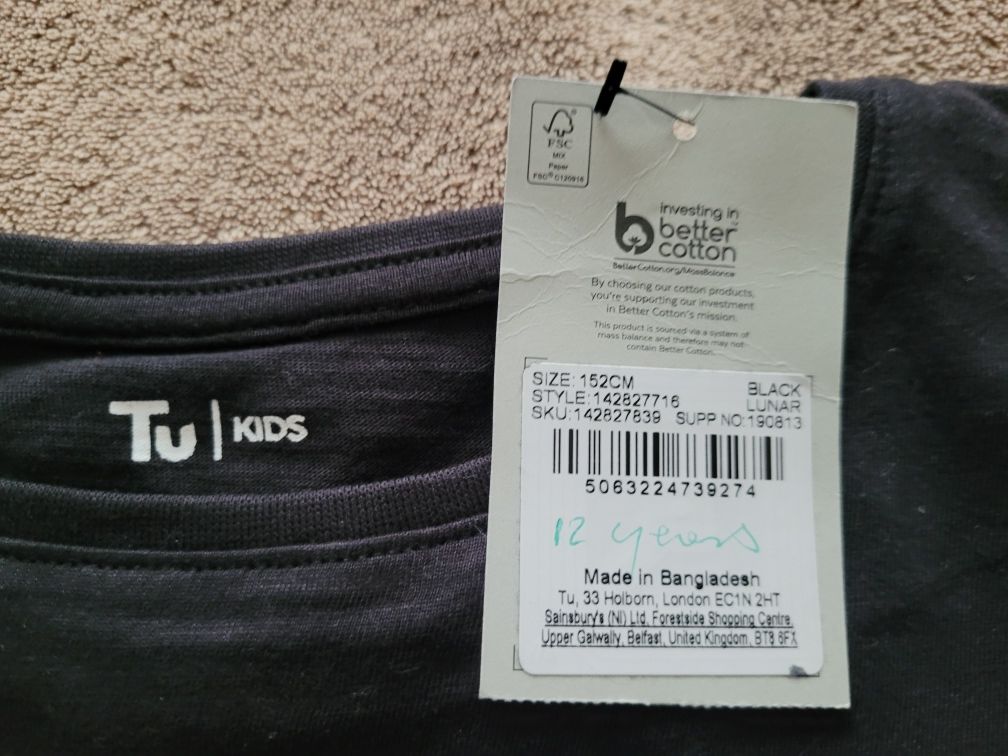 Tu | KIDS
FSC
MIX
Paper
FSC® C120916
investing in
better
cotton
BetterCotton.org/MassBalance
By choosing our cotton products,
you're supporting our investment
in Better Cotton's mission.
This product is sourced via a system of
mass balance and therefore may not
contain Better Cotton.
SIZE: 152CM BLACK
STYLE: 142827716 LUNAR
SKU: 142827839 SUPP NO: 190813
5063224739274
12 years
Made in Bangladesh
Tu, 33 Holborn, London EC1N 2HT
Sainsbury's (NI) Ltd, Forestside Shopping Centre,
Upper Galwally, Belfast, United Kingdom, BT8 6FX